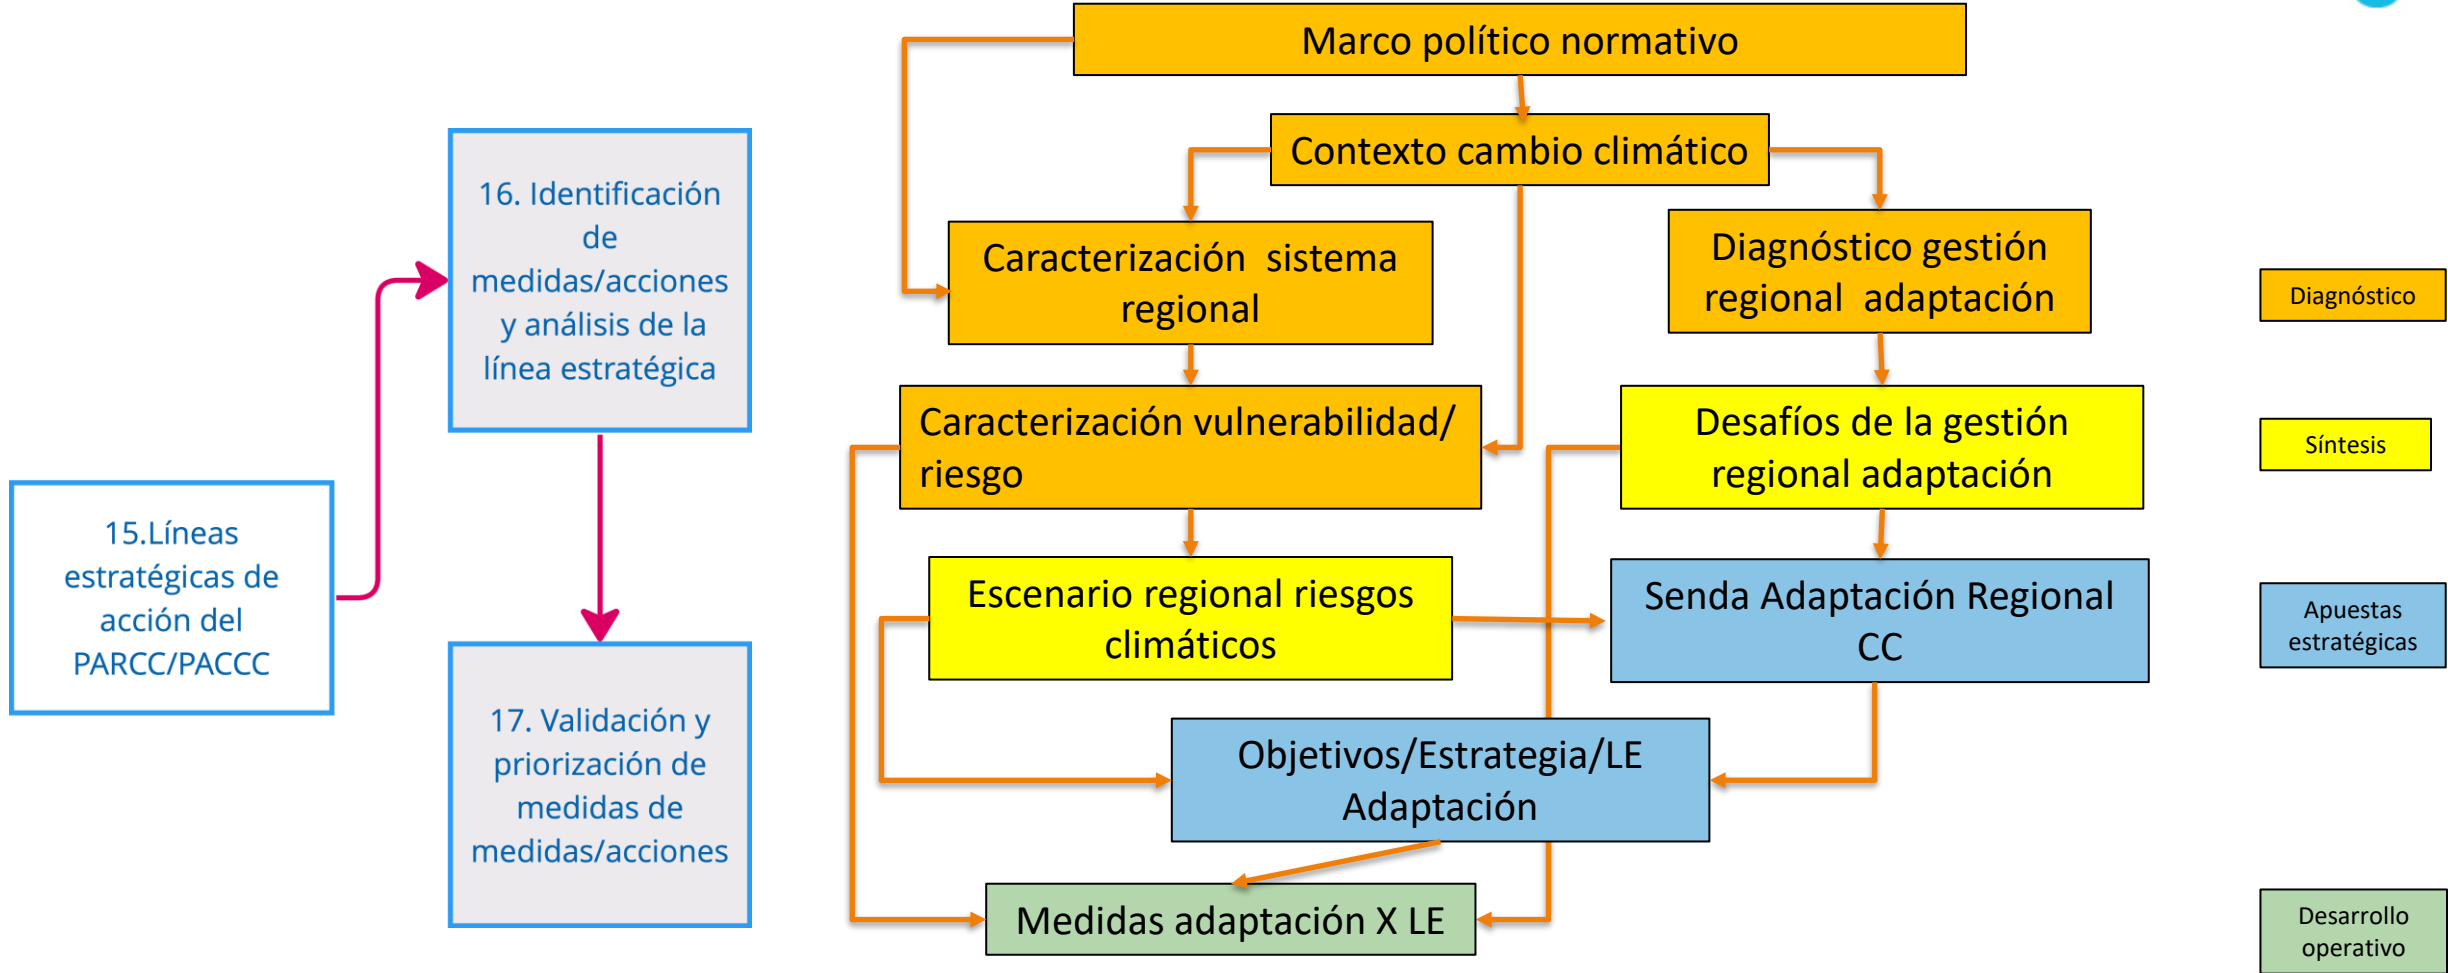 15.Líneas
estratégicas de
acción del
PARCC/PACCC
16. Identificación
de
medidas/acciones
y análisis de la
línea estratégica
17. Validación y
priorización de
medidas de
medidas/acciones
Marco político normativo
Contexto cambio climático
Caracterización sistema
regional
Diagnóstico gestión
regional adaptación
Caracterización vulnerabilidad/
riesgo
Desafíos de la gestión
regional adaptación
Escenario regional riesgos
climáticos
Senda Adaptación Regional
CC
Objetivos/Estrategia/LE
Adaptación
Medidas adaptación X LE
Diagnóstico
Síntesis
Apuestas
estratégicas
Desarrollo
operativo